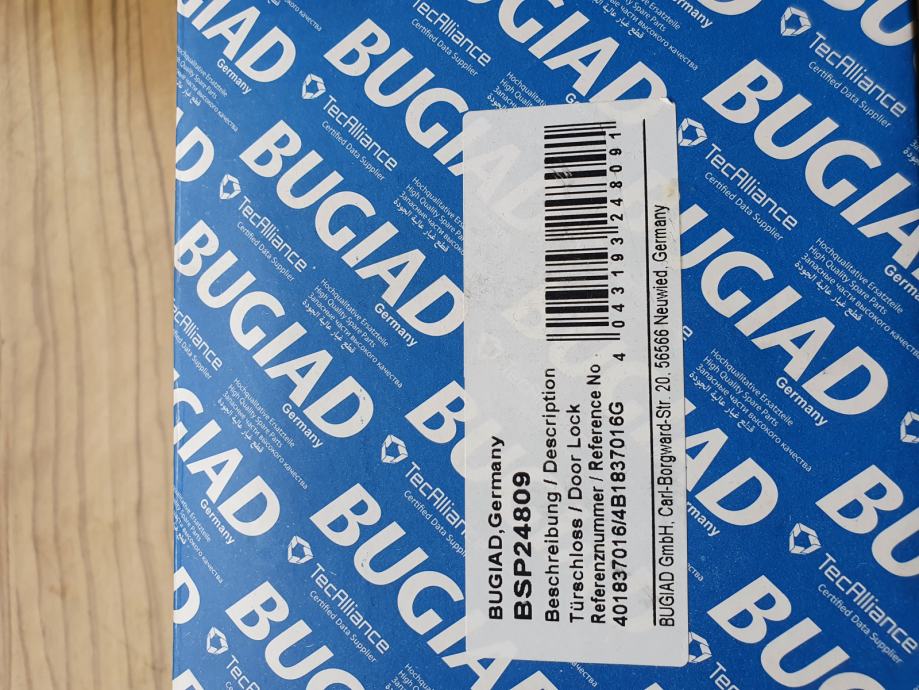 BUGIAD,Germany
BSP24809
Beschreibung / Description
Türschloss / Door Lock
Referenznummer / Reference No
401837016/4B1837016G
4 043193 248091
BUGIAD GmbH, Carl-Borgward-Str. 20, 56566 Neuwied, Germany
BUGIAD
Germany
TecAlliance
Certified Data Supplier
Hochqualitative Ersatzteile
High Quality Spare Parts
Запасные части высокого качества
قطع غيار عالية الجودة